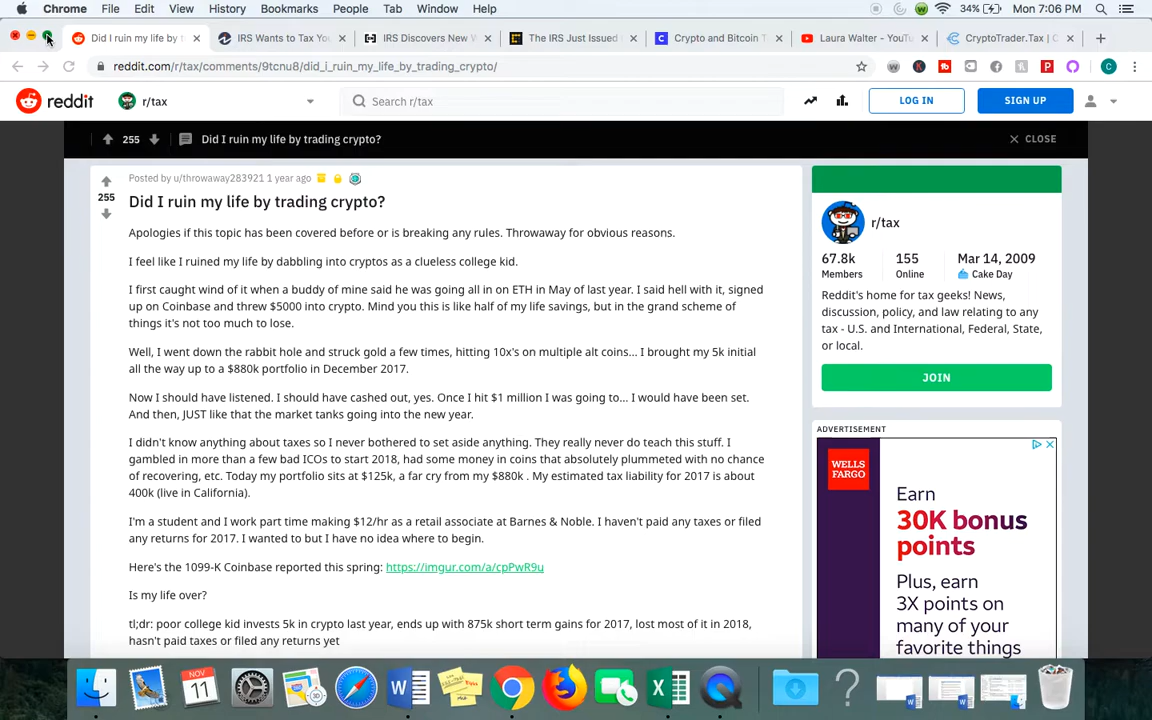 Chrome File Edit View History Bookmarks People Tab Window Help 34% Mon 7:06 PM
Did I ruin my life by t
IRS Wants to Tax You
IRS Discovers New W
The IRS Just Issued
Crypto and Bitcoin T
Laura Walter - YouTu
CryptoTrader.Tax | C
reddit.com/r/tax/comments/9tcnu8/did_i_ruin_my_life_by_trading_crypto/
reddit r/tax Search r/tax LOG IN SIGN UP
255 Did I ruin my life by trading crypto? CLOSE
Posted by u/throwaway283921 1 year ago
255
Did I ruin my life by trading crypto?
Apologies if this topic has been covered before or is breaking any rules. Throwaway for obvious reasons.
I feel like I ruined my life by dabbling into cryptos as a clueless college kid.
I first caught wind of it when a buddy of mine said he was going all in on ETH in May of last year. I said hell with it, signed
up on Coinbase and threw $5000 into crypto. Mind you this is like half of my life savings, but in the grand scheme of
things it's not too much to lose.
Well, I went down the rabbit hole and struck gold a few times, hitting 10x's on multiple alt coins... I brought my 5k initial
all the way up to a $880k portfolio in December 2017.
Now I should have listened. I should have cashed out, yes. Once I hit $1 million I was going to... I would have been set.
And then, JUST like that the market tanks going into the new year.
I didn't know anything about taxes so I never bothered to set aside anything. They really never do teach this stuff. I
gambled in more than a few bad ICOs to start 2018, had some money in coins that absolutely plummeted with no chance
of recovering, etc. Today my portfolio sits at $125k, a far cry from my $880k . My estimated tax liability for 2017 is about
400k (live in California).
I'm a student and I work part time making $12/hr as a retail associate at Barnes & Noble. I haven't paid any taxes or filed
any returns for 2017. I wanted to but I have no idea where to begin.
Here's the 1099-K Coinbase reported this spring: https://imgur.com/a/cpPwR9u
Is my life over?
tl;dr: poor college kid invests 5k in crypto last year, ends up with 875k short term gains for 2017, lost most of it in 2018,
hasn't paid taxes or filed any returns yet
r/tax
67.8k 155 Mar 14, 2009
Members Online Cake Day
Reddit's home for tax geeks! News,
discussion, policy, and law relating to any
tax - U.S. and International, Federal, State,
or local.
JOIN
ADVERTISEMENT
WELLS
FARGO
Earn
30K bonus
points
Plus, earn
3X points on
many of your
favorite things
NOV
11